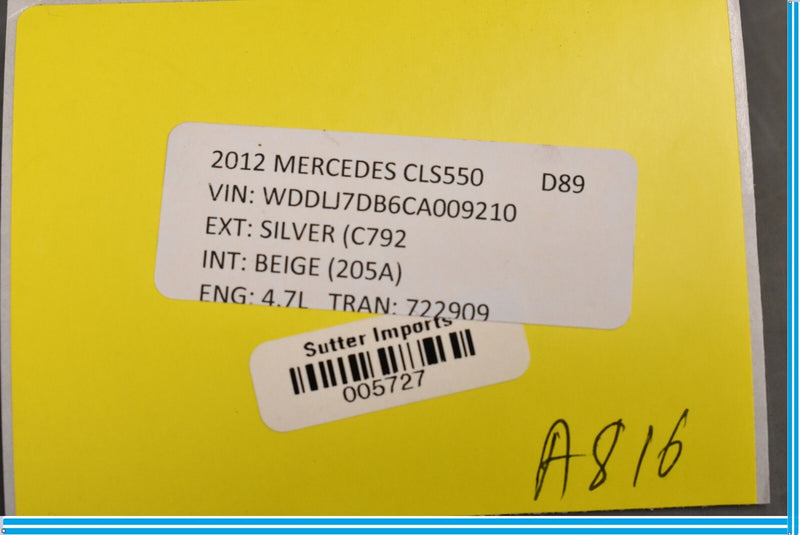 2012 MERCEDES CLS550 D89
VIN: WDDLJ7DB6CA009210
EXT: SILVER (C792
INT: BEIGE (205A)
ENG: 4.7L TRAN: 722909
Sutter Imports
005727
A816